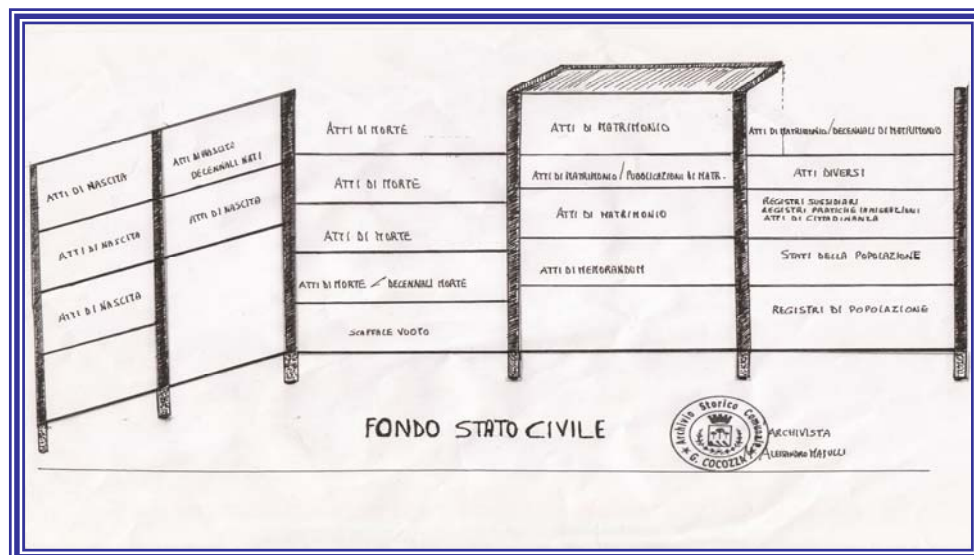 ATTI DI NASCITA
ATTI DI NASCITA
ATTI DI NASCITA
ATTI DI NASCITA
DECENNALI NATI
ATTI DI NASCITA
ATTI DI MORTE
ATTI DI MORTE
ATTI DI MORTE
ATTI DI MORTE / DECENNALI MORTE
SCAFFALE VUOTO
ATTI DI MATRIMONIO
ATTI DI MATRIMONIO / PUBBLICAZIONI DI MATR.
ATTI DI MATRIMONIO
ATTI DI MEMORANDUM
ATTI DI MATRIMONIO / DECENNALI DI MATRIMONIO
ATTI DIVERSI
REGISTRI SUSSIDIARI
REGISTRI PRATICHE IMMIGRAZIONI
ATTI DI CITTADINANZA
STATI DELLA POPOLAZIONE
REGISTRI DI POPOLAZIONE
FONDO STATO CIVILE
Archivio Storico Comunale
* G. COCOZZA *
ARCHIVISTA
ALESSANDRO MASULLI